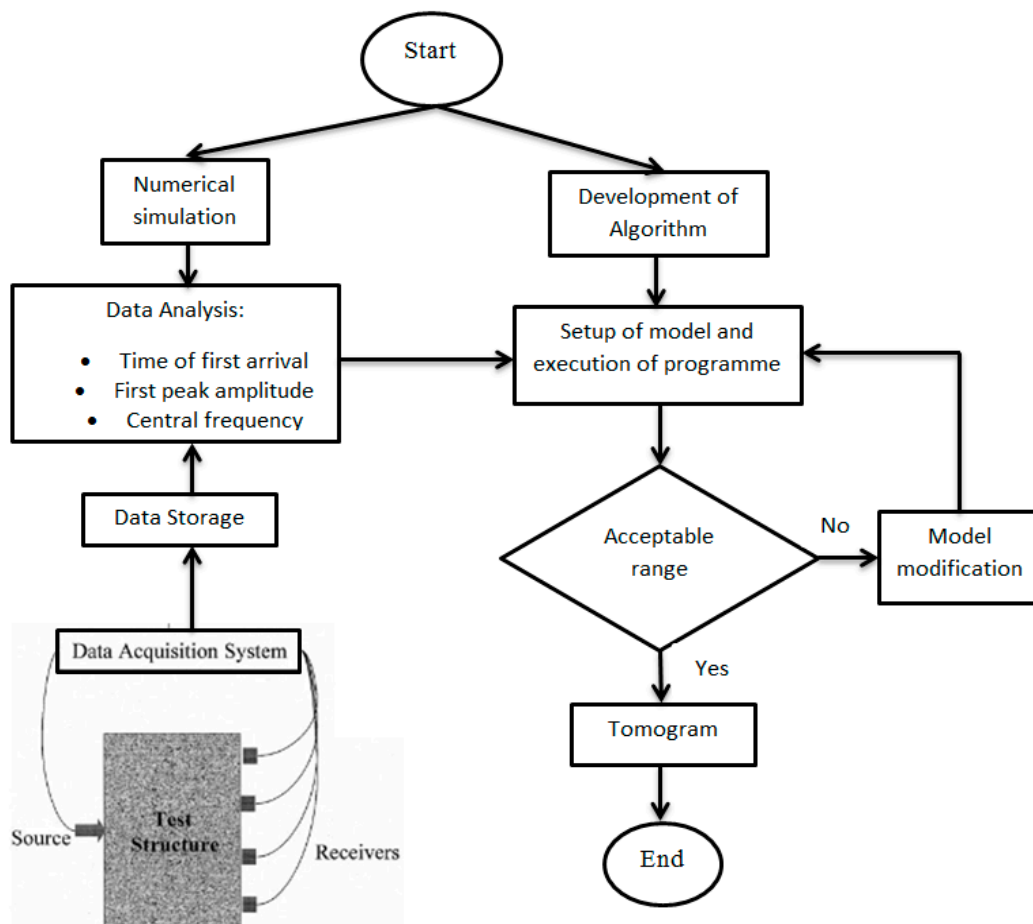 Start
Numerical
simulation
Development of
Algorithm
Data Analysis:
• Time of first arrival
• First peak amplitude
• Central frequency
Setup of model and
execution of programme
Data Storage
Acceptable
range
No
Model
modification
Data Acquisition System
Yes
Tomogram
Test
Structure
Source
Receivers
End